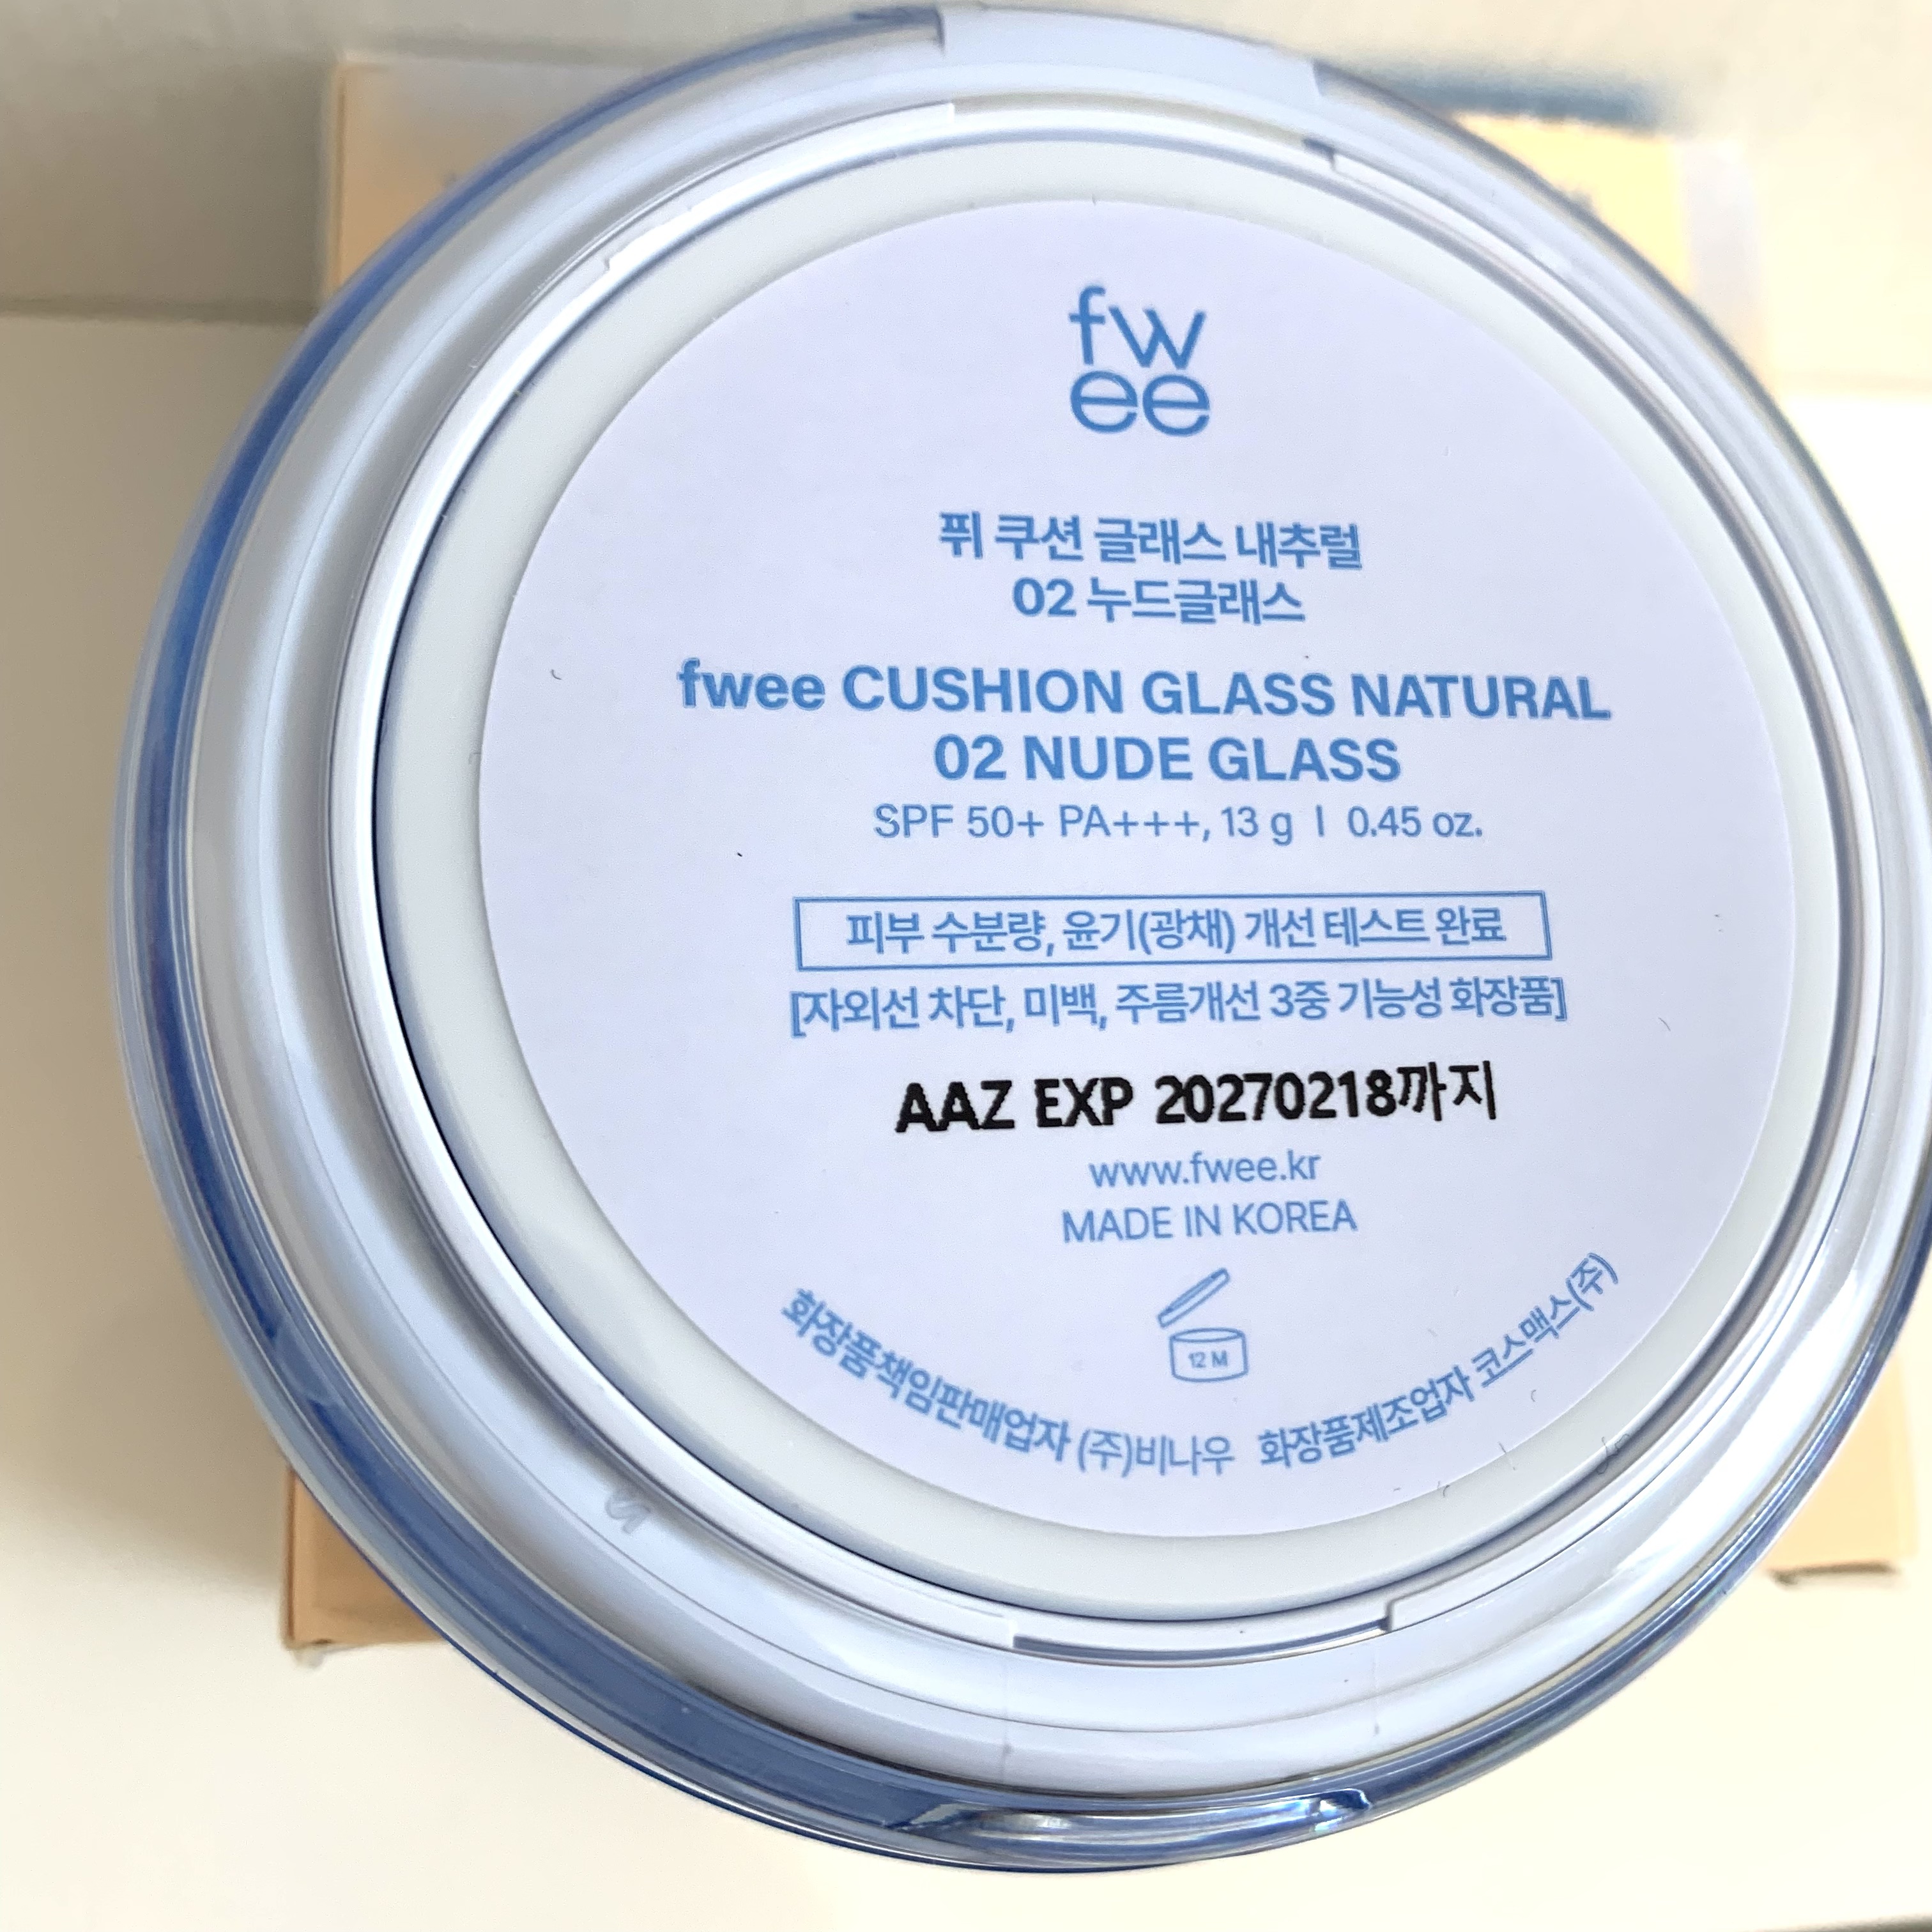 fw
ee
퓌 쿠션 글래스 내추럴
02 누드글래스
fwee CUSHION GLASS NATURAL
02 NUDE GLASS
SPF 50+ PA+++, 13 g l 0.45 oz.
피부 수분량, 윤기(광채) 개선 테스트 완료
[자외선 차단, 미백, 주름개선 3중 기능성 화장품]
AAZ EXP 20270218까지
www.fwee.kr
MADE IN KOREA
12 M
화장품책임판매업자 (주)비나우 화장품제조업자 코스맥스(주)